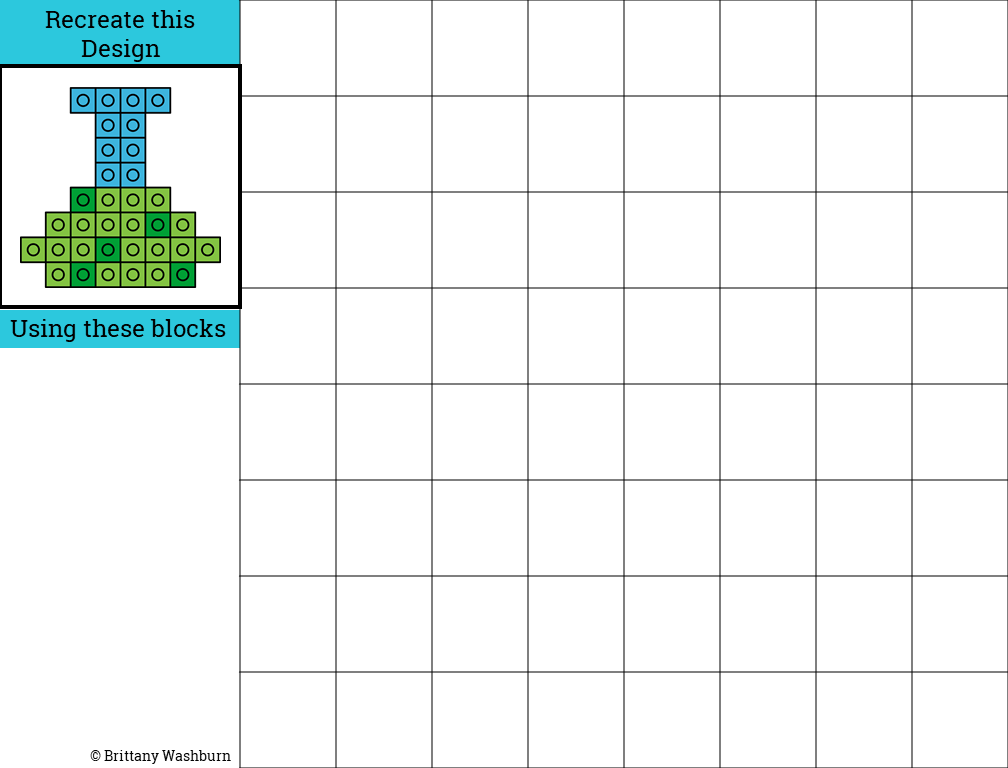 Recreate this
Design
Using these blocks
© Brittany Washburn